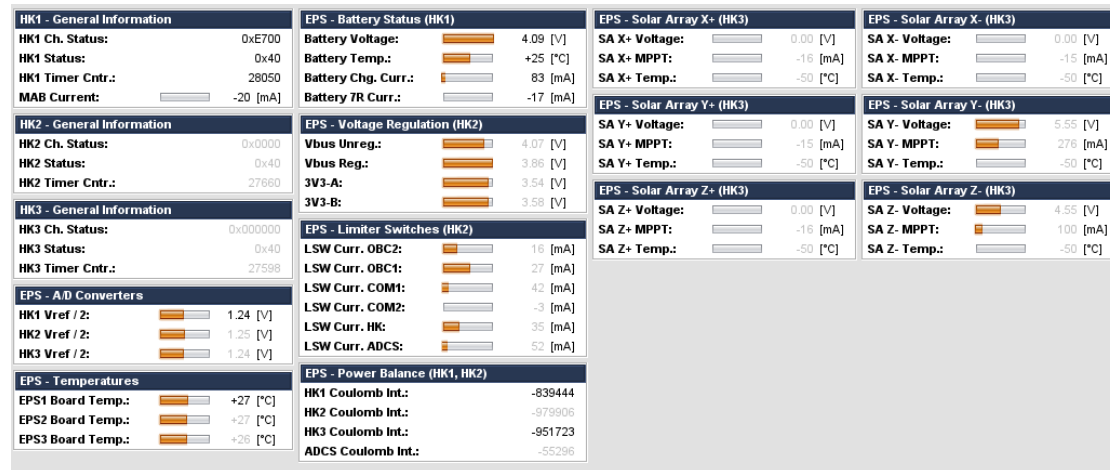 HK1 - General Information
HK1 Ch. Status: 0xE700
HK1 Status: 0x40
HK1 Timer Cntr.: 28050
MAB Current: -20 [mA]
HK2 - General Information
HK2 Ch. Status: 0x0000
HK2 Status: 0x40
HK2 Timer Cntr.: 27660
HK3 - General Information
HK3 Ch. Status: 0x000000
HK3 Status: 0x40
HK3 Timer Cntr.: 27598
EPS - A/D Converters
HK1 Vref / 2: 1.24 [V]
HK2 Vref / 2: 1.25 [V]
HK3 Vref / 2: 1.24 [V]
EPS - Temperatures
EPS1 Board Temp.: +27 [°C]
EPS2 Board Temp.: +27 [°C]
EPS3 Board Temp.: +26 [°C]
EPS - Battery Status (HK1)
Battery Voltage: 4.09 [V]
Battery Temp.: +25 [°C]
Battery Chg. Curr.: 83 [mA]
Battery 7R Curr.: -17 [mA]
EPS - Voltage Regulation (HK2)
Vbus Unreg.: 4.07 [V]
Vbus Reg.: 3.86 [V]
3V3-A: 3.54 [V]
3V3-B: 3.58 [V]
EPS - Limiter Switches (HK2)
LSW Curr. OBC2: 16 [mA]
LSW Curr. OBC1: 27 [mA]
LSW Curr. COM1: 42 [mA]
LSW Curr. COM2: -3 [mA]
LSW Curr. HK: 35 [mA]
LSW Curr. ADCS: 52 [mA]
EPS - Power Balance (HK1, HK2)
HK1 Coulomb Int.: -839444
HK2 Coulomb Int.: -979906
HK3 Coulomb Int.: -951723
ADCS Coulomb Int.: -55296
EPS - Solar Array X+ (HK3)
SA X+ Voltage: 0.00 [V]
SA X+ MPPT: -16 [mA]
SA X+ Temp.: -50 [°C]
EPS - Solar Array Y+ (HK3)
SA Y+ Voltage: 0.00 [V]
SA Y+ MPPT: -15 [mA]
SA Y+ Temp.: -50 [°C]
EPS - Solar Array Z+ (HK3)
SA Z+ Voltage: 0.00 [V]
SA Z+ MPPT: -16 [mA]
SA Z+ Temp.: -50 [°C]
EPS - Solar Array X- (HK3)
SA X- Voltage: 0.00 [V]
SA X- MPPT: -15 [mA]
SA X- Temp.: -50 [°C]
EPS - Solar Array Y- (HK3)
SA Y- Voltage: 5.55 [V]
SA Y- MPPT: 276 [mA]
SA Y- Temp.: -50 [°C]
EPS - Solar Array Z- (HK3)
SA Z- Voltage: 4.55 [V]
SA Z- MPPT: 100 [mA]
SA Z- Temp.: -50 [°C]